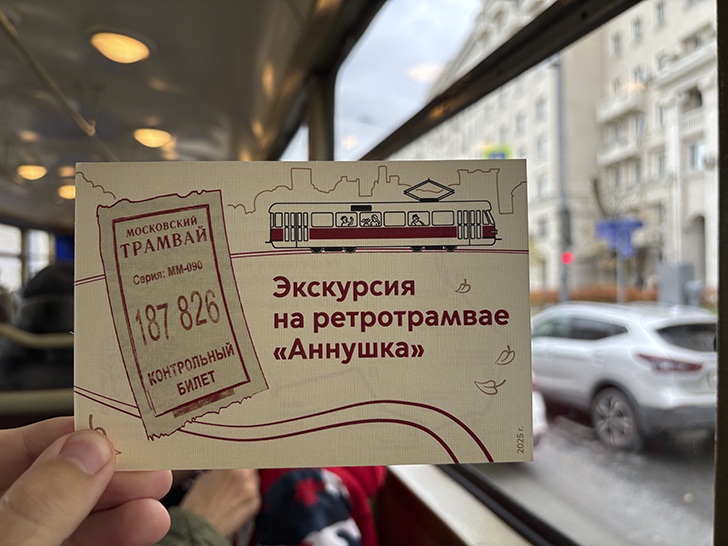 МОСКОВСКИЙ
ТРАМВАЙ
Серия: ММ-090
187 826
КОНТРОЛЬНЫЙ
БИЛЕТ
Экскурсия
на ретротрамвае
«Аннушка»
2025 г.